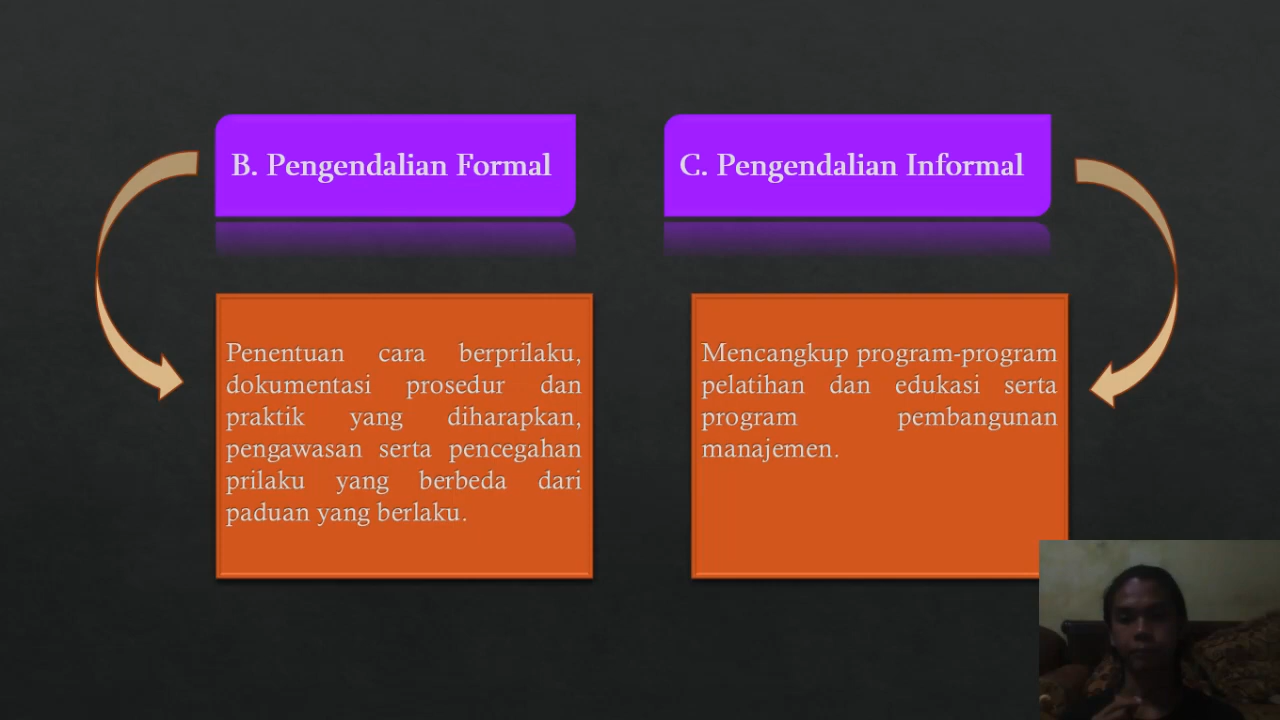 B. Pengendalian Formal
C. Pengendalian Informal
Penentuan cara berprilaku,
dokumentasi prosedur dan
praktik yang diharapkan,
pengawasan serta pencegahan
prilaku yang berbeda dari
paduan yang berlaku.
Mencangkup program-program
pelatihan dan edukasi serta
program pembangunan
manajemen.